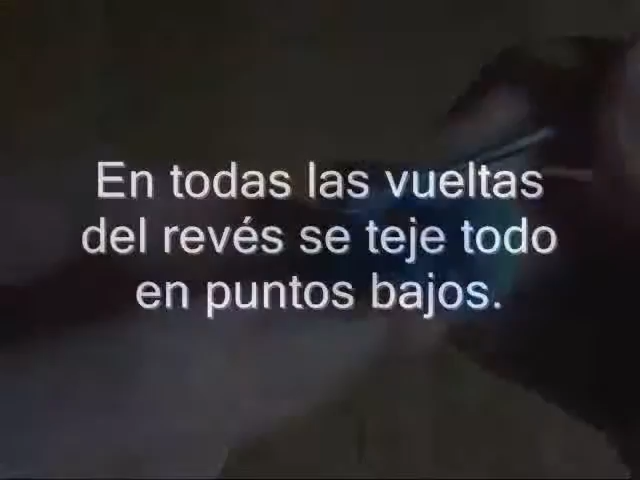 En todas las vueltas
del revés se teje todo
en puntos bajos.